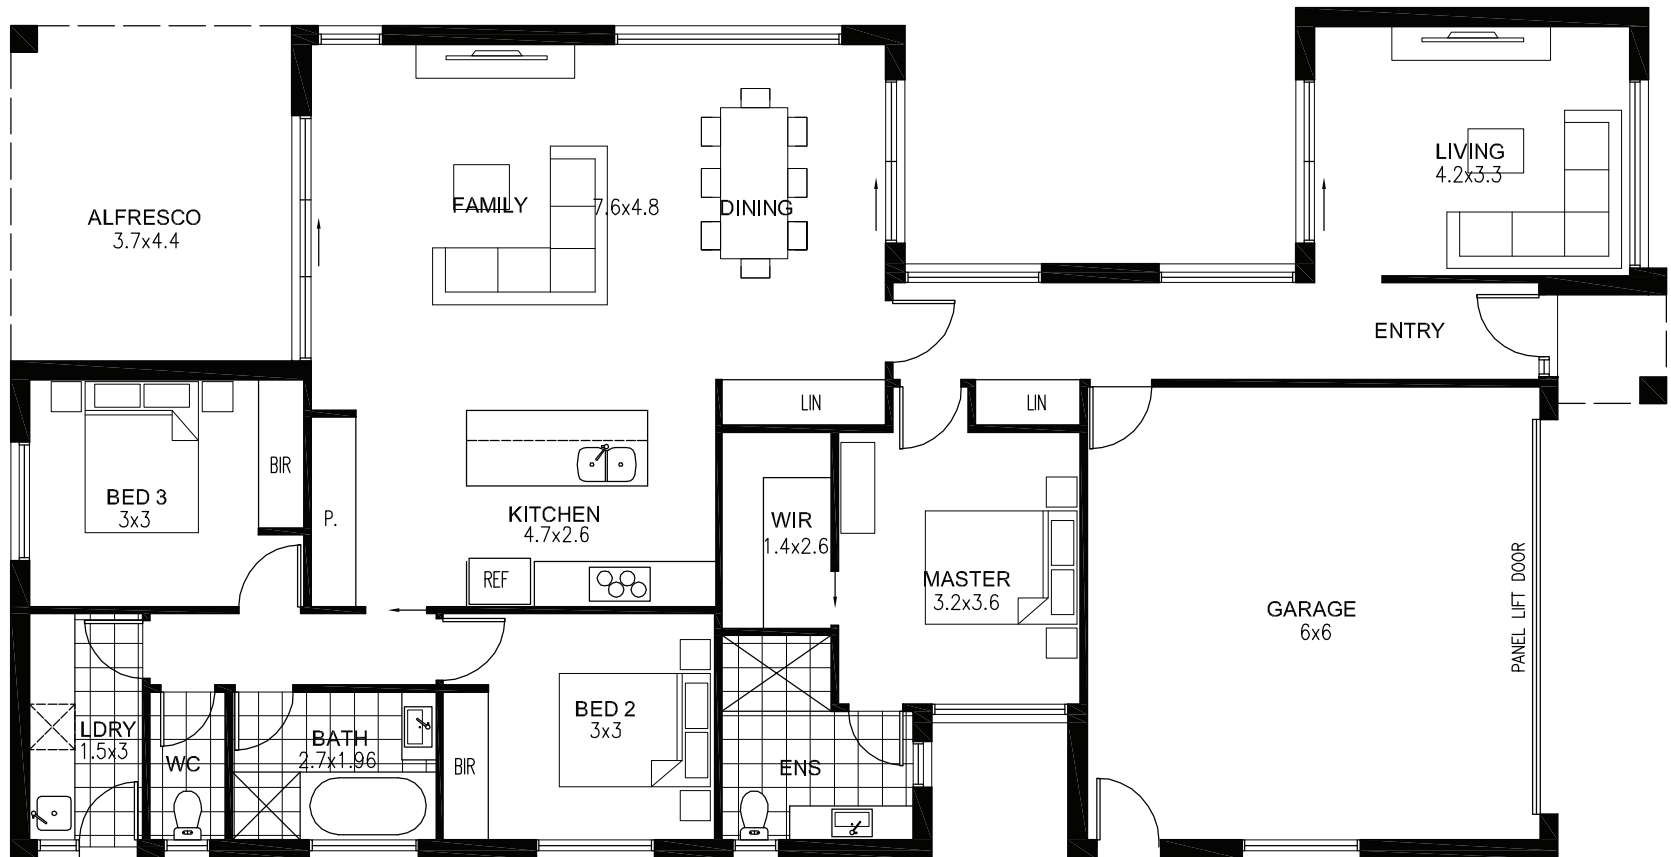 LIVING
4.2x3.3
FAMILY
7.6x4.8
DINING
ALFRESCO
3.7x4.4
ENTRY
LIN
LIN
BIR
BED 3
3x3
P.
KITCHEN
4.7x2.6
REF
WIR
1.4x2.6
MASTER
3.2x3.6
GARAGE
6x6
PANEL LIFT DOOR
LDRY
1.5x3
WC
BATH
2.7x1.96
BIR
BED 2
3x3
ENS